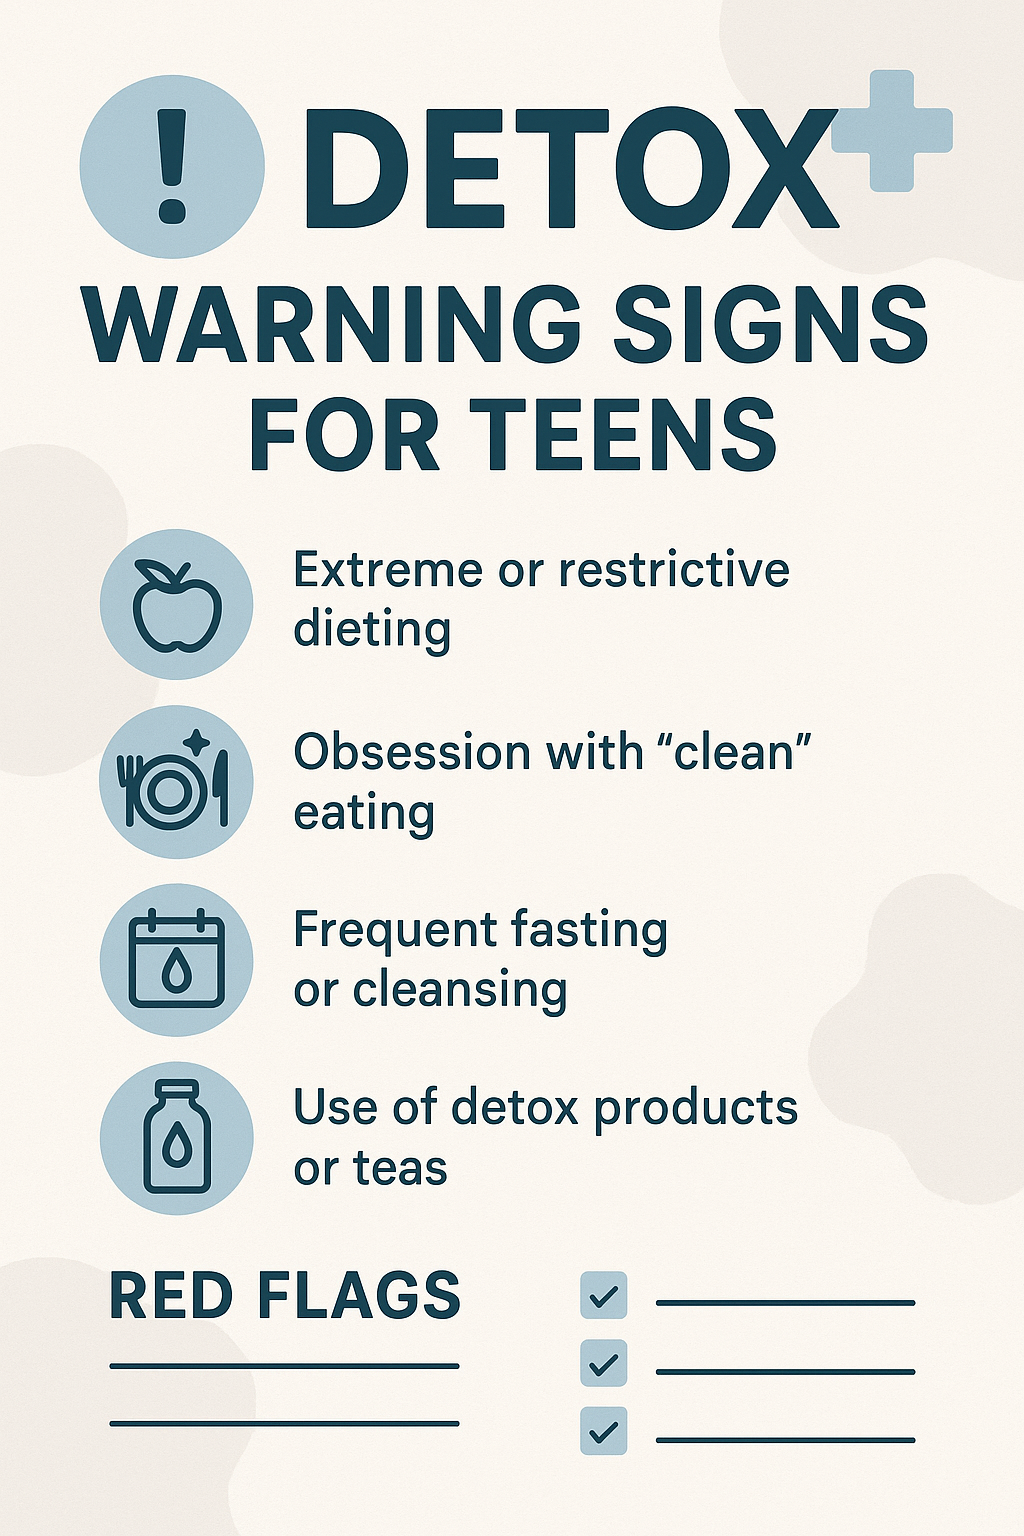 ! DETOX
WARNING SIGNS
FOR TEENS
Extreme or restrictive
dieting
Obsession with “clean”
eating
Frequent fasting
or cleansing
Use of detox products
or teas
RED FLAGS